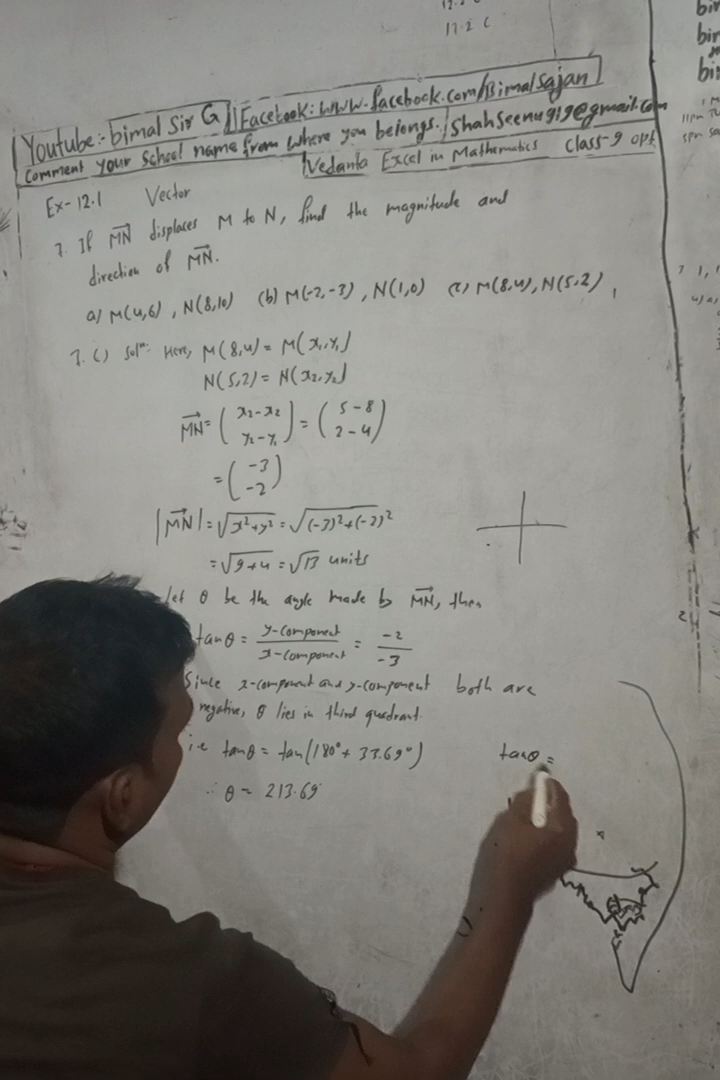 17.2 C
Youtube:- bimal Sir G || Facebook: www.facebook.com/Bimalsajan
Comment your School name from where you belongs. | Shahseenu919@gmail.com
Vedanta Excel in Mathematics Class-9 opt
Ex-12.1 Vector
7. If MN⃗ displaces M to N, find the magnitude and
direction of MN⃗.
a) M(4,6), N(8,10) (b) M(-2,-3), N(1,0) (c) M(8,4), N(5,2)
7. c) Solⁿ: Here, M(8,4) = M(x₁,y₁)
N(5,2) = N(x₂,y₂)
MN⃗ = (x₂-x₂ y₂-y₁) = (5-8 2-4)
= (-3 -2)
|MN⃗| = √x²+y² = √(-3)²+(-2)²
= √9+4 = √13 units
let θ be the angle made by MN⃗, then
tanθ = y-component / x-component = -2 / -3
Since x-component and y-component both are
negative, θ lies in third quadrant.
i.e tanθ = tan(180° + 33.69°)
∴ θ = 213.69°
tanθ =